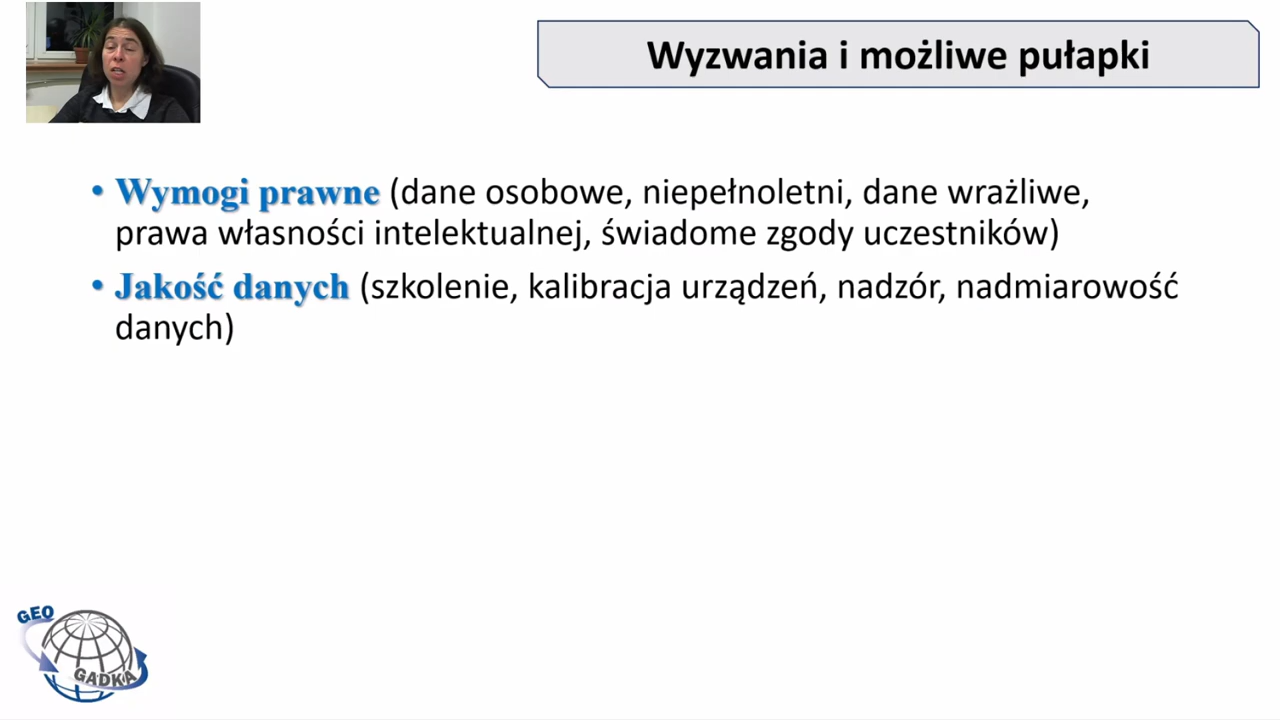 Wyzwania i możliwe pułapki
• Wymogi prawne (dane osobowe, niepełnoletni, dane wrażliwe,
prawa własności intelektualnej, świadome zgody uczestników)
• Jakość danych (szkolenie, kalibracja urządzeń, nadzór, nadmiarowość
danych)
GEO
GADKA